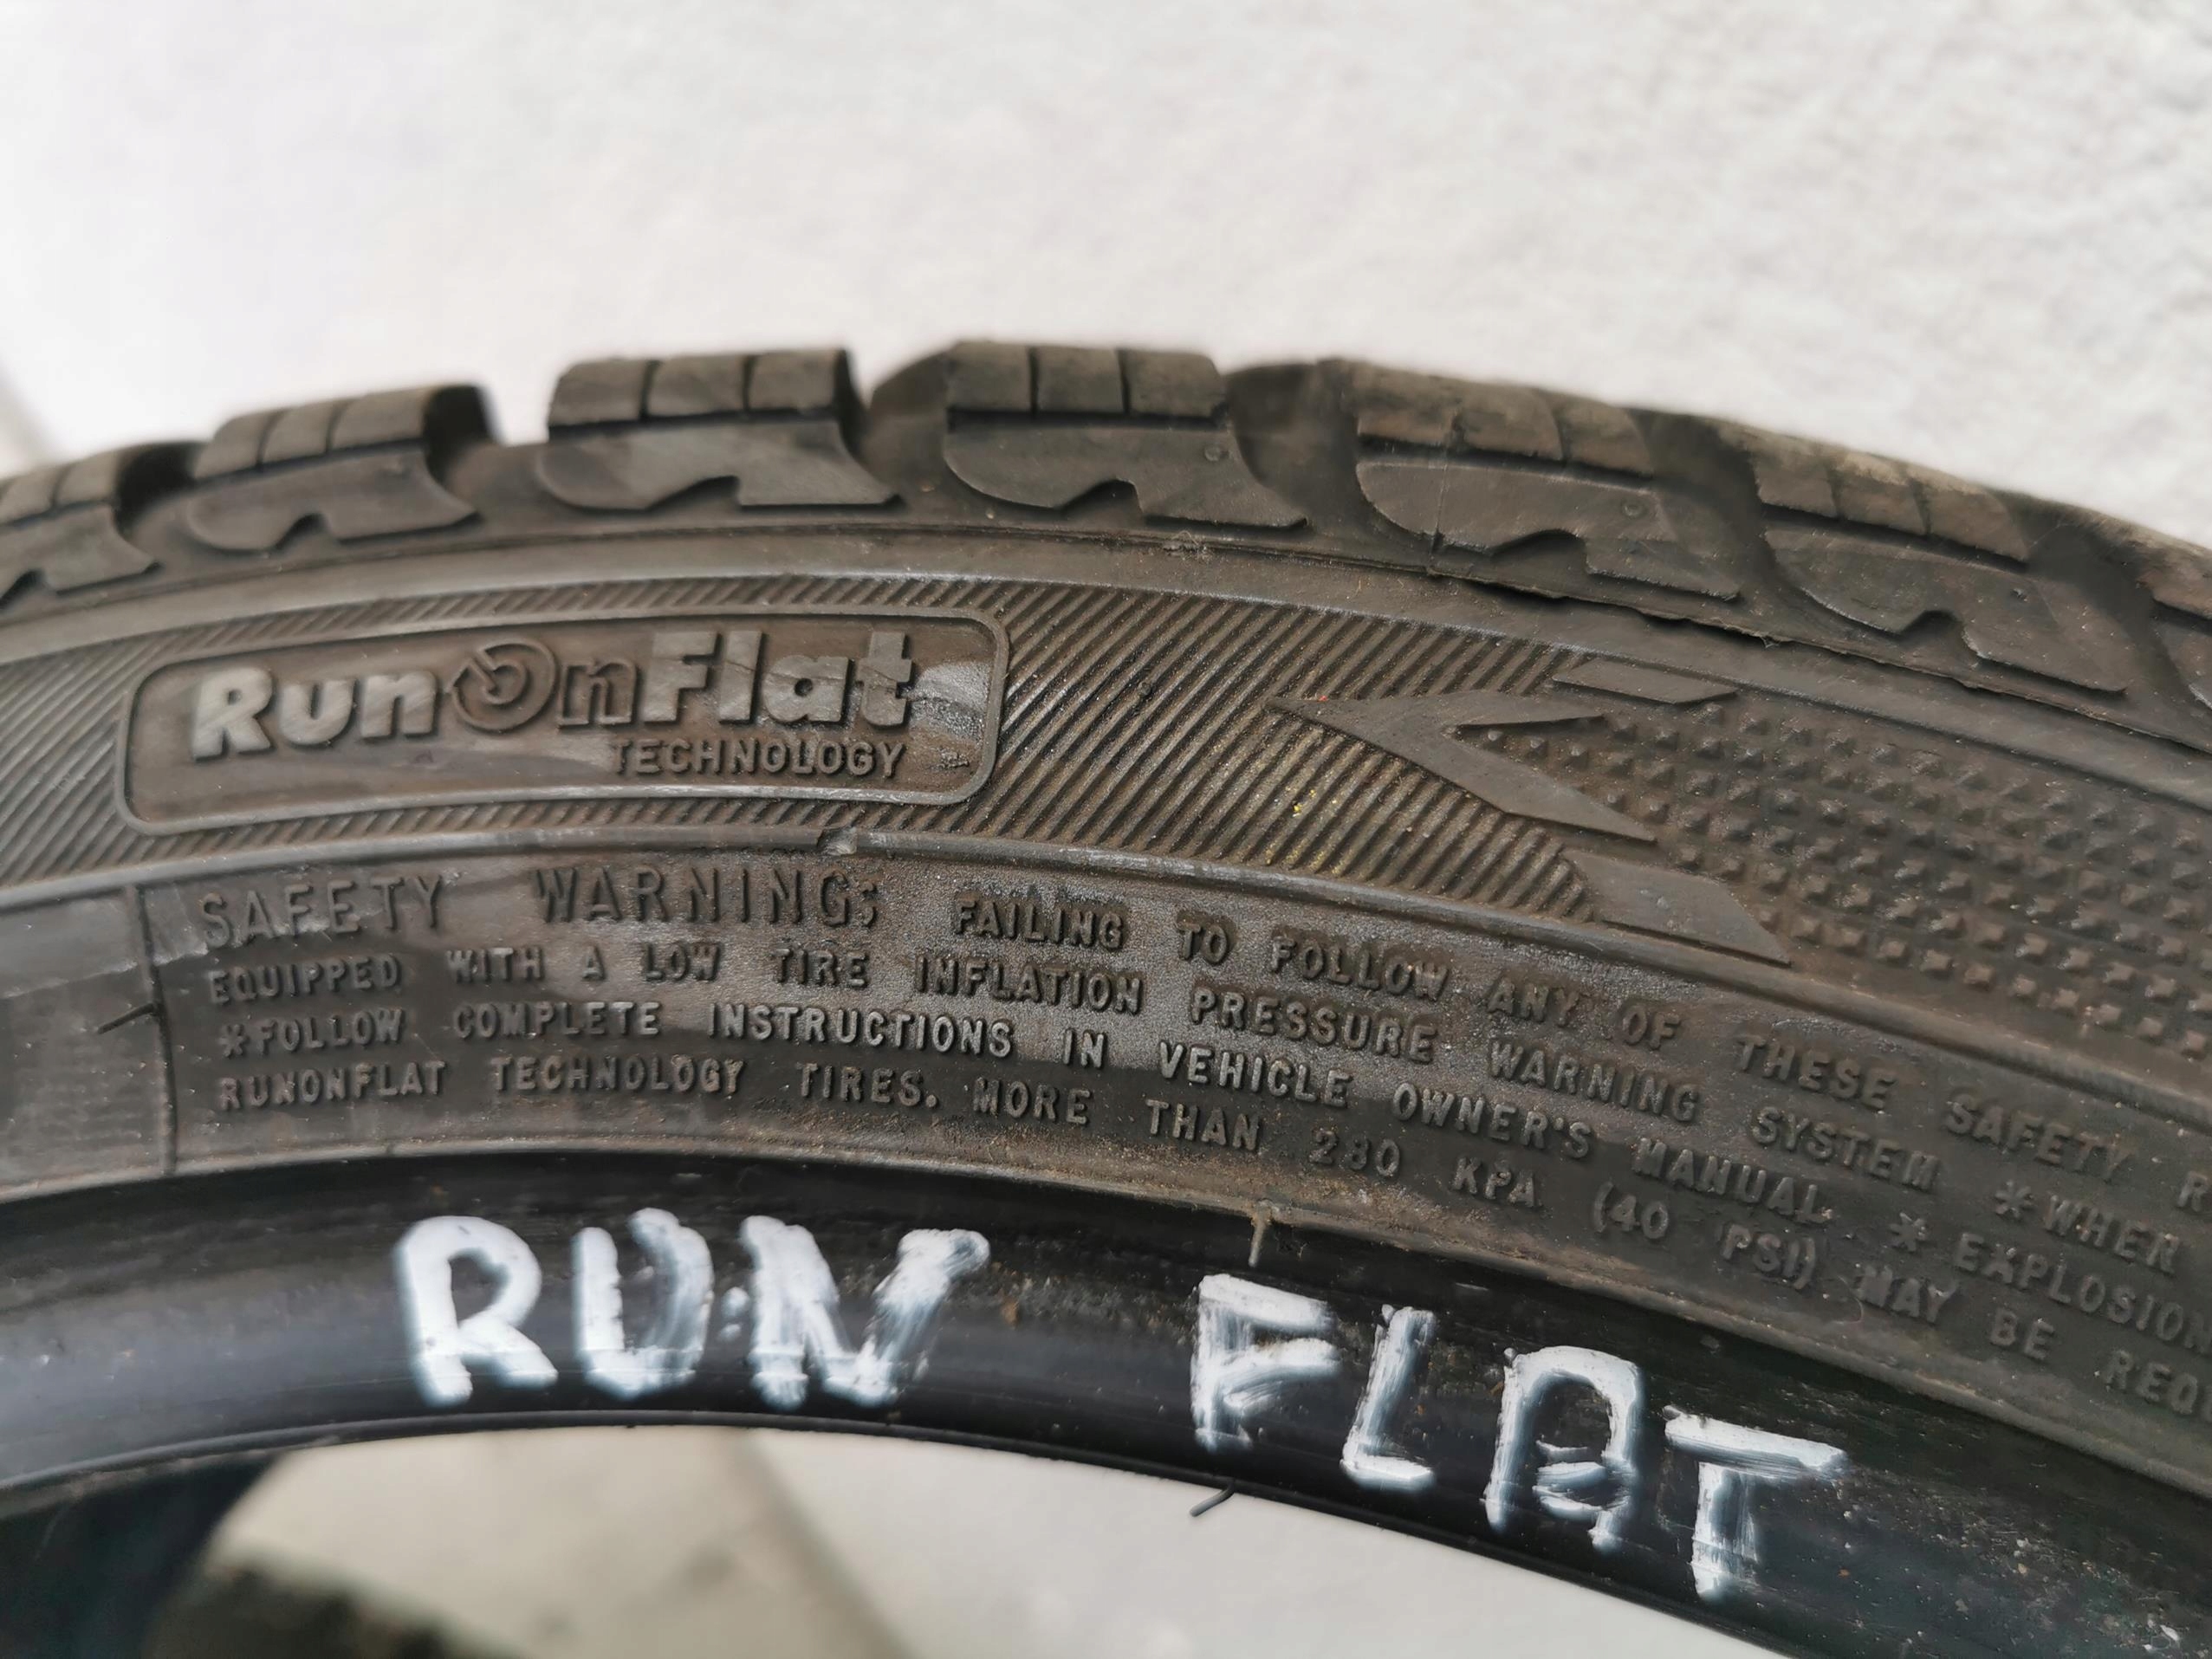 RunOnFlat
TECHNOLOGY
SAFETY WARNING: FAILING TO FOLLOW ANY OF THESE SAFETY
EQUIPPED WITH A LOW TIRE INFLATION PRESSURE WARNING SYSTEM *WHEN
*FOLLOW COMPLETE INSTRUCTIONS IN VEHICLE OWNER'S MANUAL. * EXPLOSION
RUNONFLAT TECHNOLOGY TIRES. MORE THAN 280 KPA (40 PSI) MAY BE
RUN FLAT